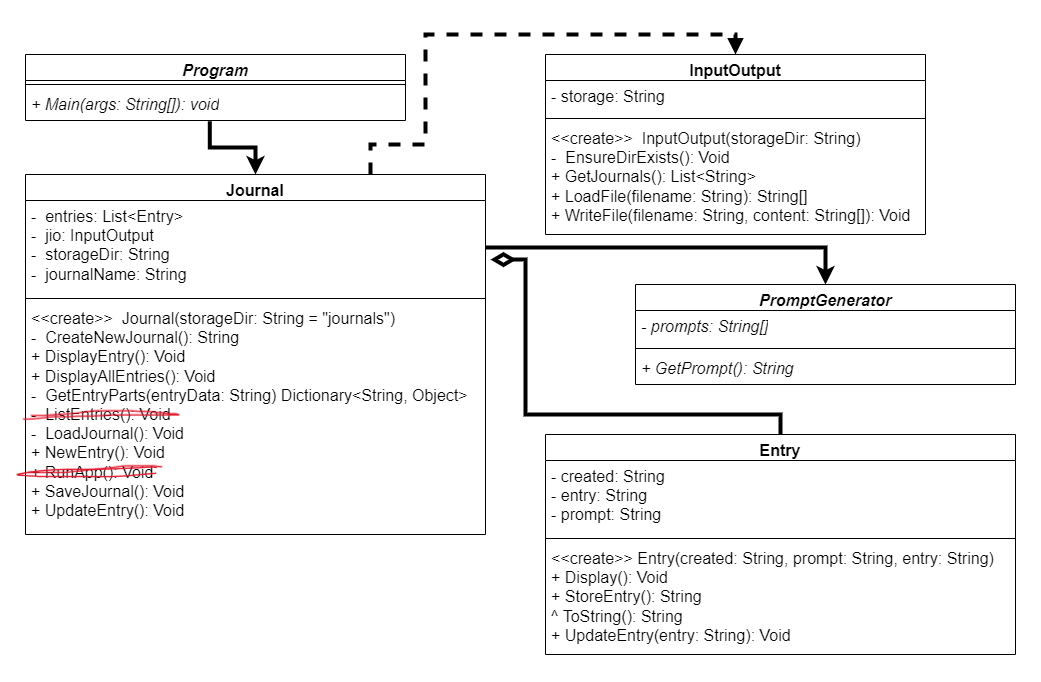 Program
+ Main(args: String[]): void
InputOutput
- storage: String
<<create>> InputOutput(storageDir: String)
- EnsureDirExists(): Void
+ GetJournals(): List<String>
+ LoadFile(filename: String): String[]
+ WriteFile(filename: String, content: String[]): Void
Journal
- entries: List<Entry>
- jio: InputOutput
- storageDir: String
- journalName: String
<<create>> Journal(storageDir: String = "journals")
- CreateNewJournal(): String
+ DisplayEntry(): Void
+ DisplayAllEntries(): Void
- GetEntryParts(entryData: String) Dictionary<String, Object>
- ListEntries(): Void
- LoadJournal(): Void
+ NewEntry(): Void
+ RunApp(): Void
+ SaveJournal(): Void
+ UpdateEntry(): Void
PromptGenerator
- prompts: String[]
+ GetPrompt(): String
Entry
- created: String
- entry: String
- prompt: String
<<create>> Entry(created: String, prompt: String, entry: String)
+ Display(): Void
+ StoreEntry(): String
^ ToString(): String
+ UpdateEntry(entry: String): Void